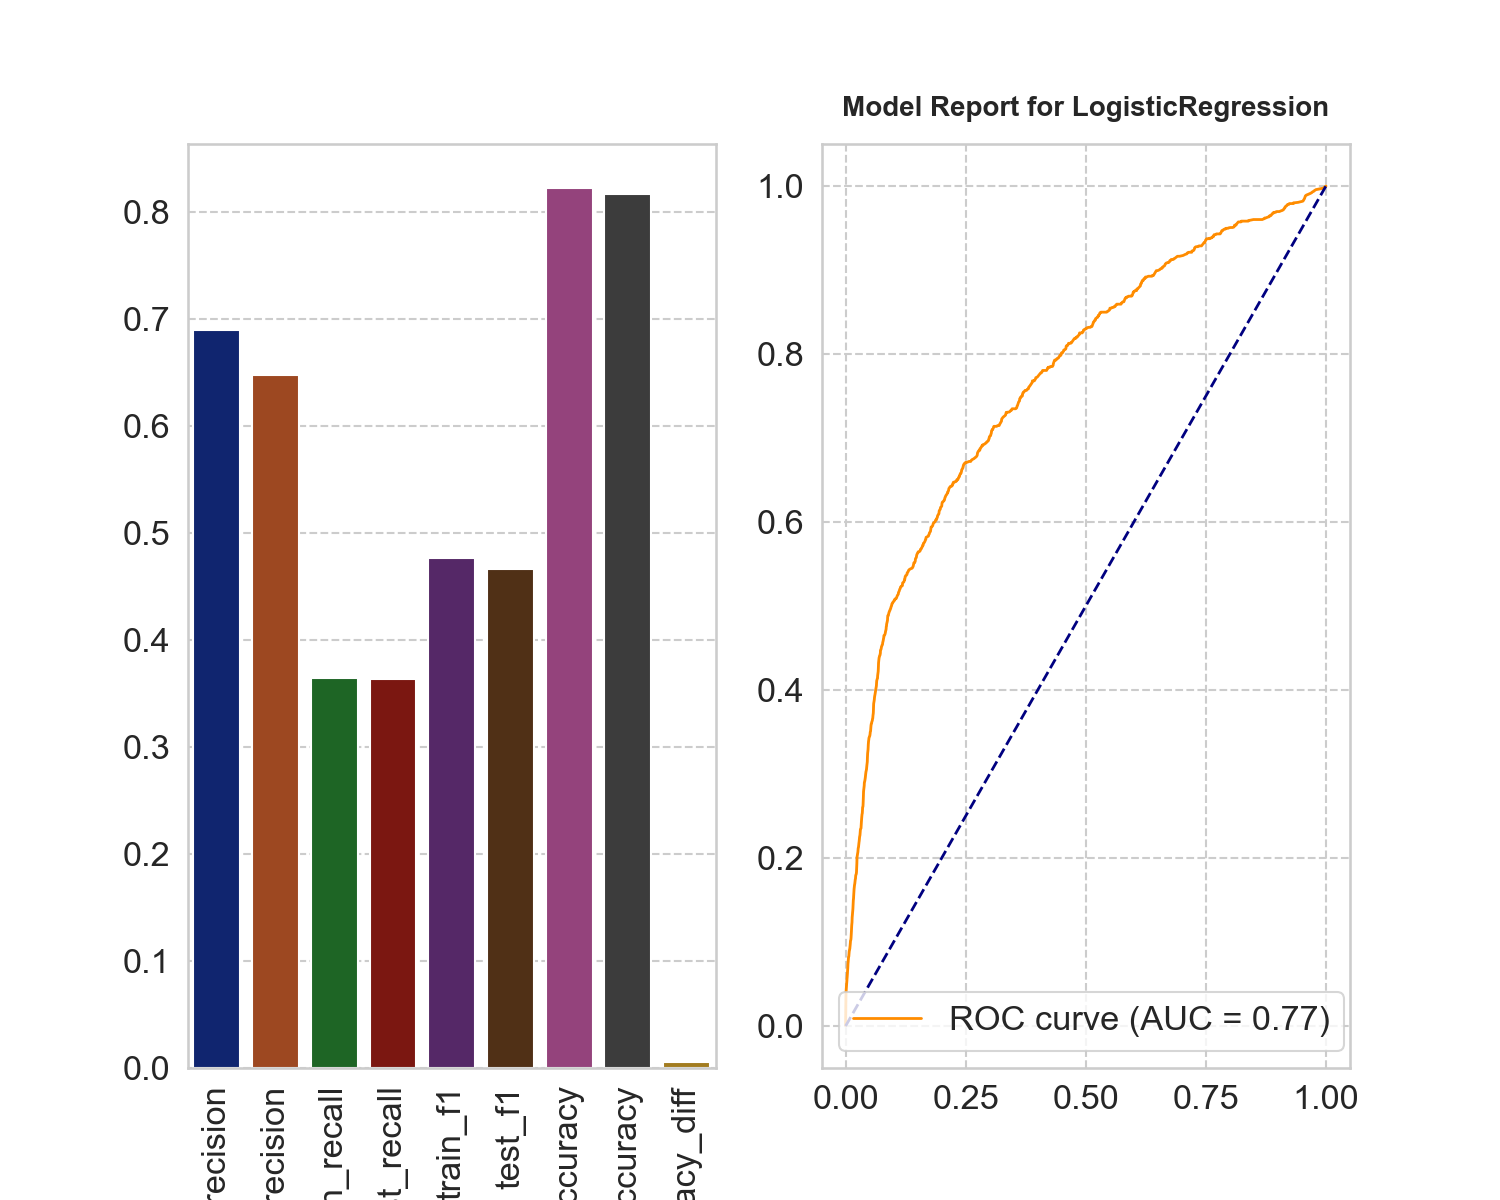 Model Report for LogisticRegression
0.8
0.7
0.6
0.5
0.4
0.3
0.2
0.1
0.0
recision
recision
n_recall
t_recall
train_f1
test_f1
ccuracy
ccuracy
acy_diff
1.0
0.8
0.6
0.4
0.2
0.0
ROC curve (AUC = 0.77)
0.00 0.25 0.50 0.75 1.00